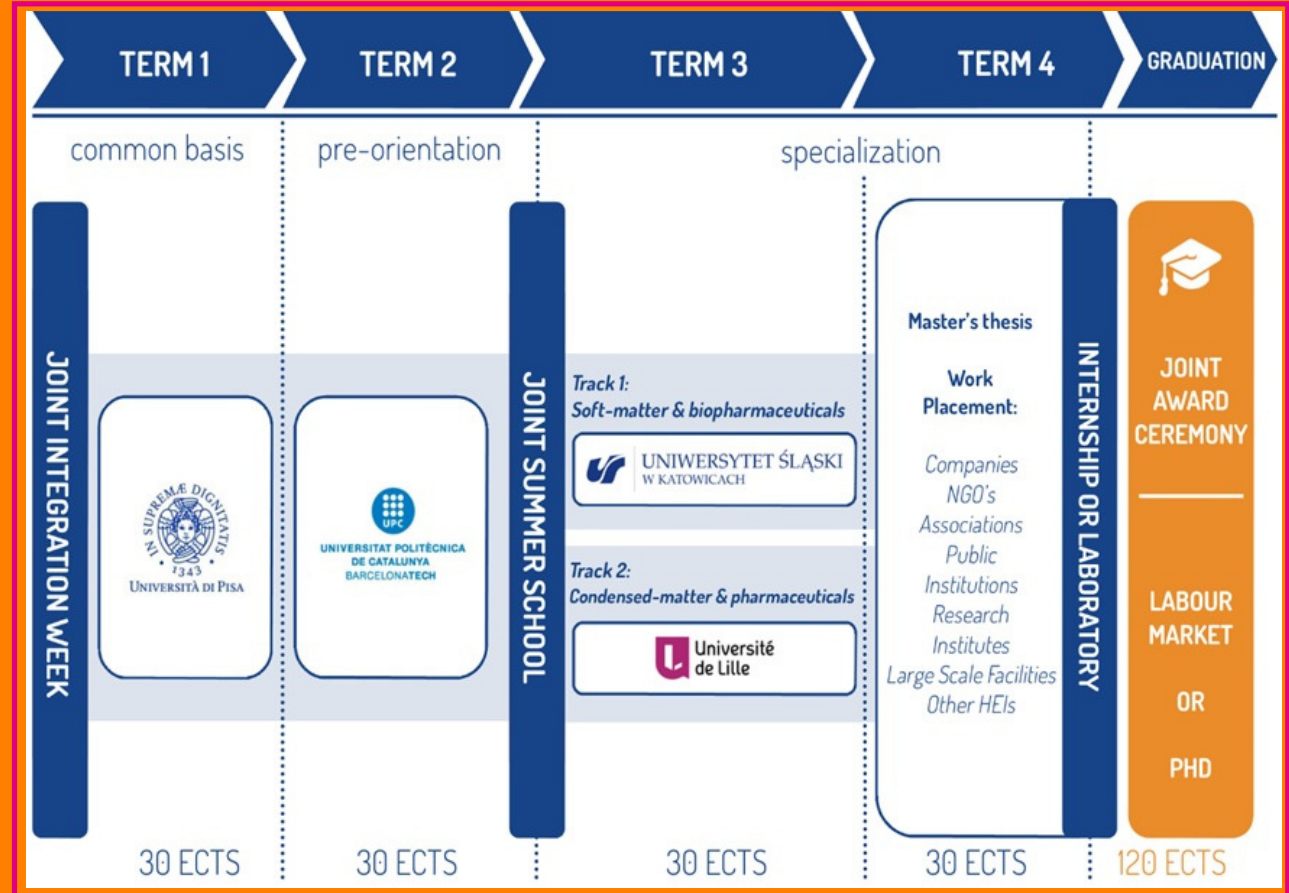 TERM 1
TERM 2
TERM 3
TERM 4
GRADUATION
common basis
pre-orientation
specialization
JOINT INTEGRATION WEEK
IN SUPREMÆ DIGNITATIS
· 1343 ·
UNIVERSITÀ DI PISA
UPC
UNIVERSITAT POLITÈCNICA
DE CATALUNYA
BARCELONATECH
JOINT SUMMER SCHOOL
Track 1:
Soft-matter & biopharmaceuticals
UNIWERSYTET ŚLĄSKI
W KATOWICACH
Track 2:
Condensed-matter & pharmaceuticals
Université
de Lille
Master's thesis
Work
Placement:
Companies
NGO's
Associations
Public
Institutions
Research
Institutes
Large Scale Facilities
Other HEIs
INTERNSHIP OR LABORATORY
JOINT
AWARD
CEREMONY
LABOUR
MARKET
OR
PHD
30 ECTS
30 ECTS
30 ECTS
30 ECTS
120 ECTS